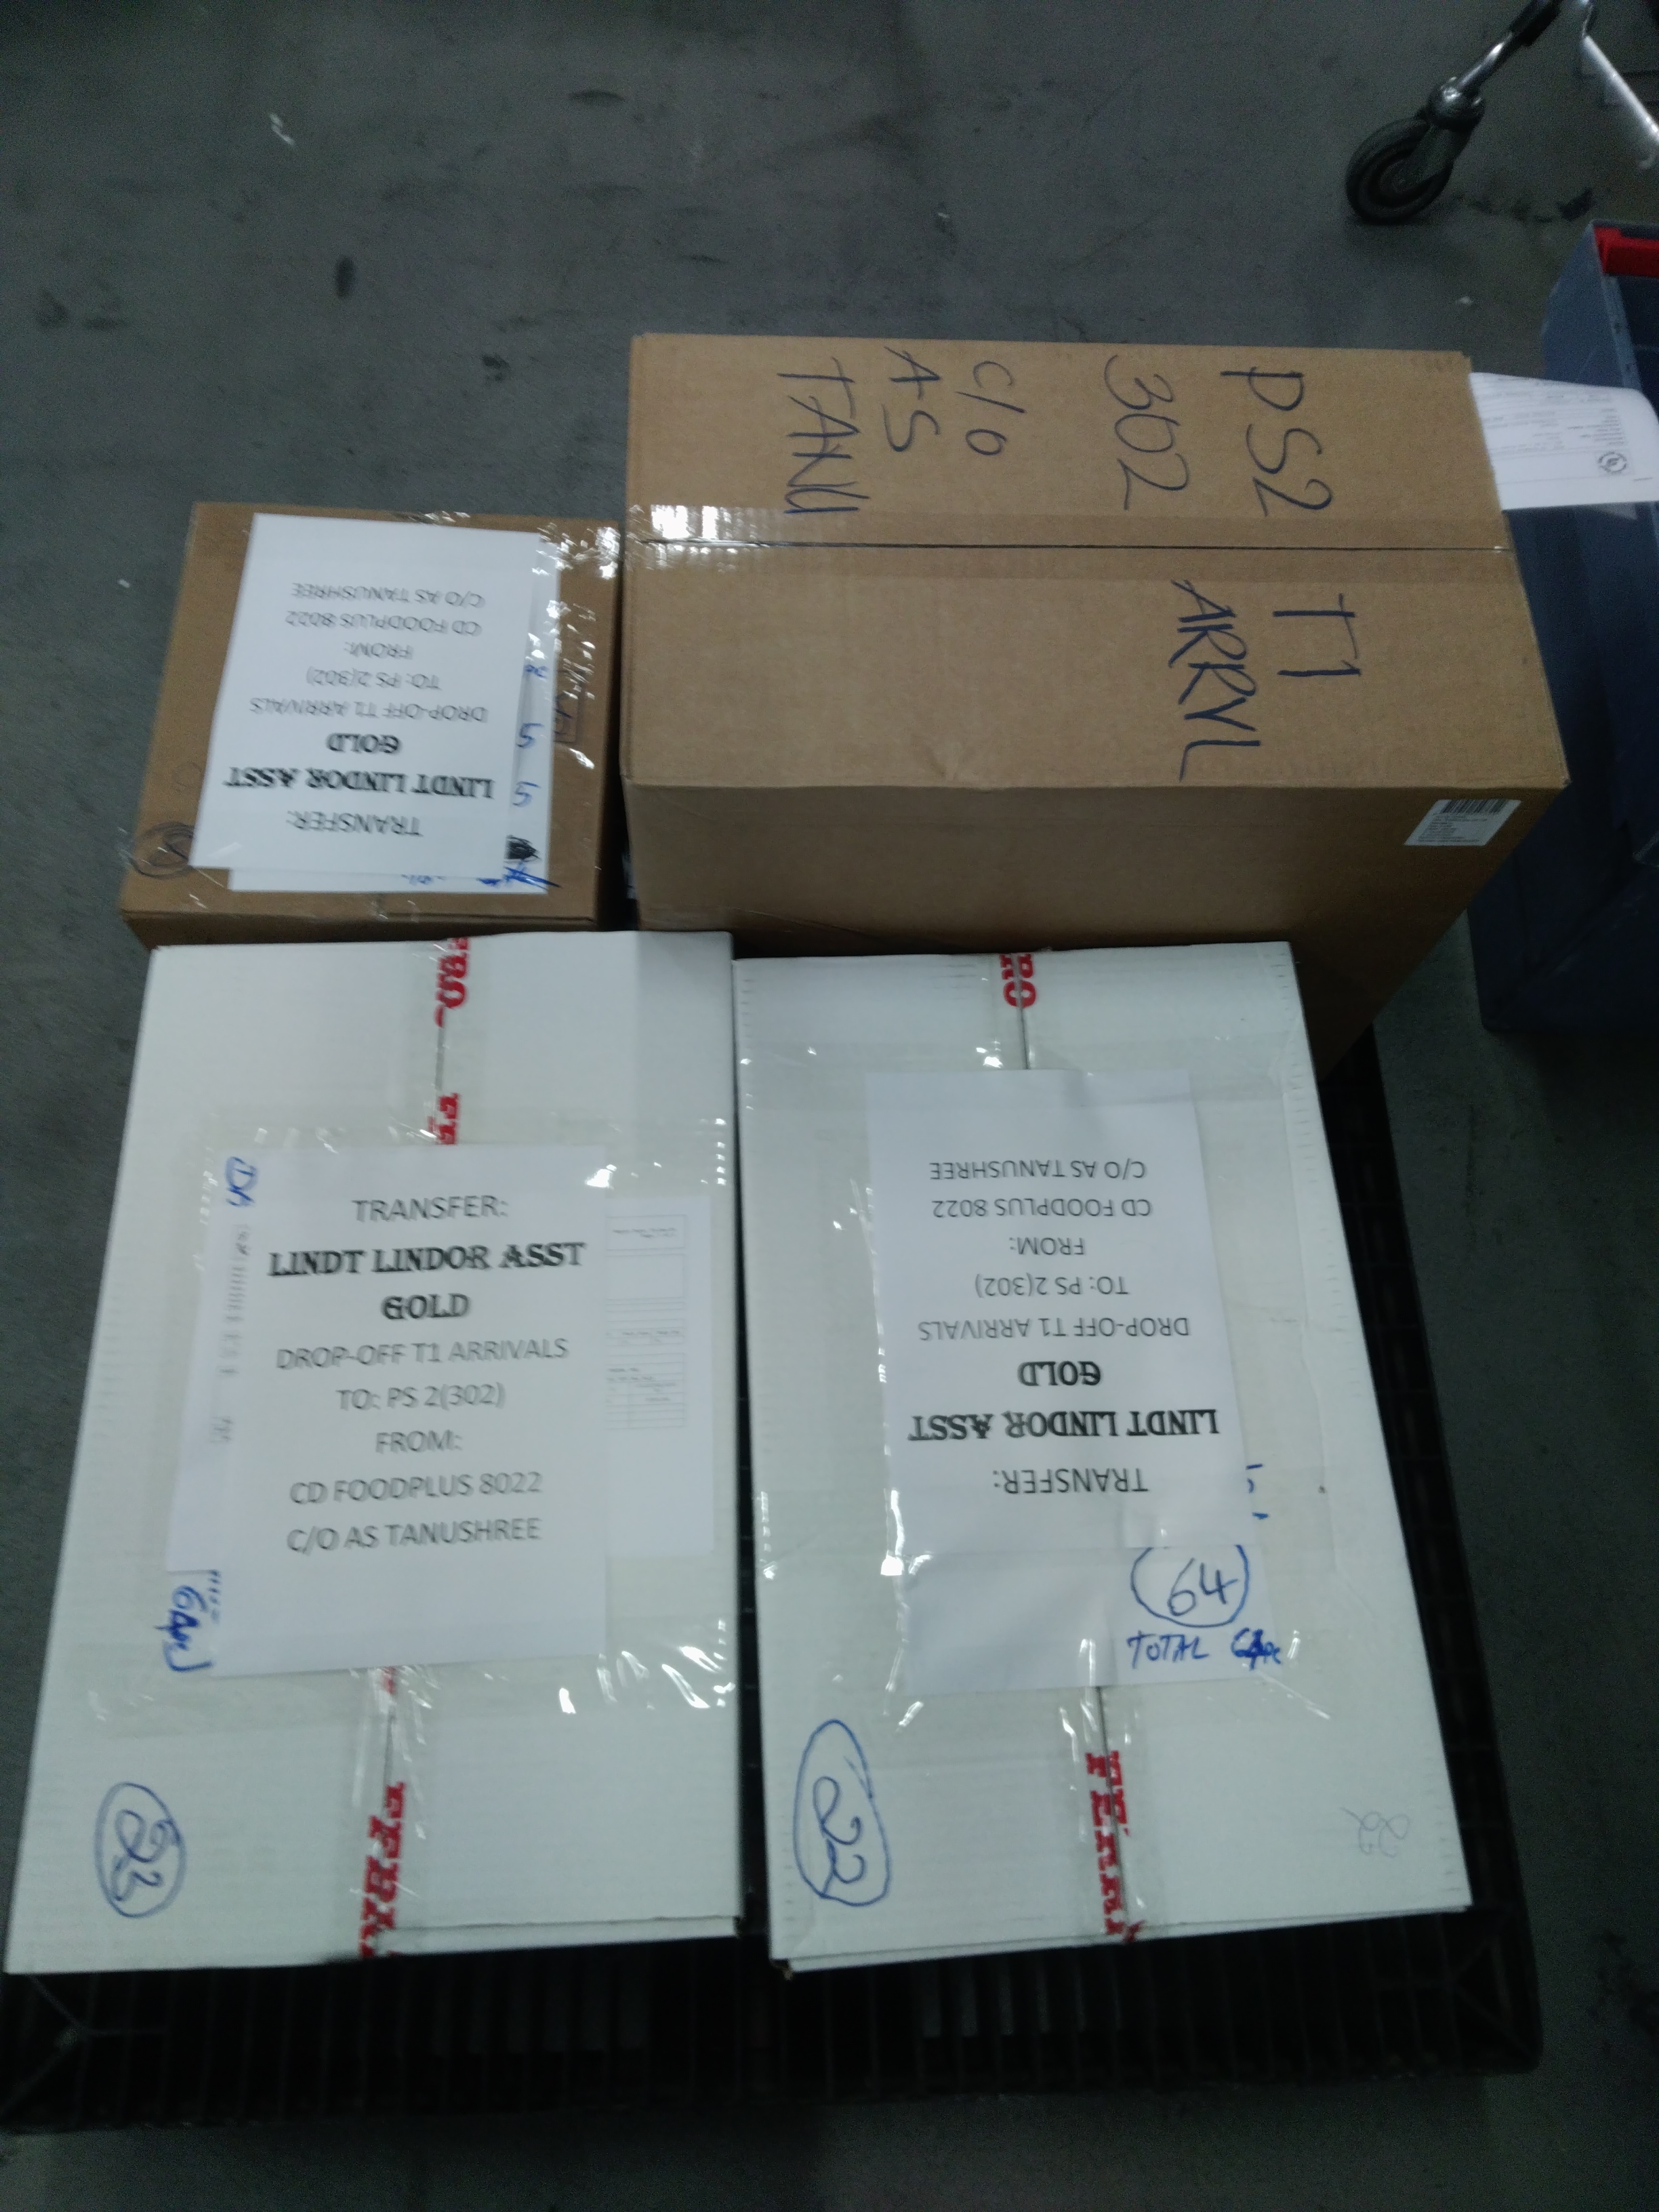 PS2
302
C/O
AS
TANU
T1
ARRVL
TRANSFER:
LINDT LINDOR ASST
GOLD
DROP-OFF T1 ARRIVALS
TO: PS 2(302)
FROM:
CD FOODPLUS 8022
C/O AS TANUSHREE
5
5
TRANSFER:
LINDT LINDOR ASST
GOLD
DROP-OFF T1 ARRIVALS
TO: PS 2(302)
FROM:
CD FOODPLUS 8022
C/O AS TANUSHREE
TRANSFER:
LINDT LINDOR ASST
GOLD
DROP-OFF T1 ARRIVALS
TO: PS 2(302)
FROM:
CD FOODPLUS 8022
C/O AS TANUSHREE
64
TOTAL
22